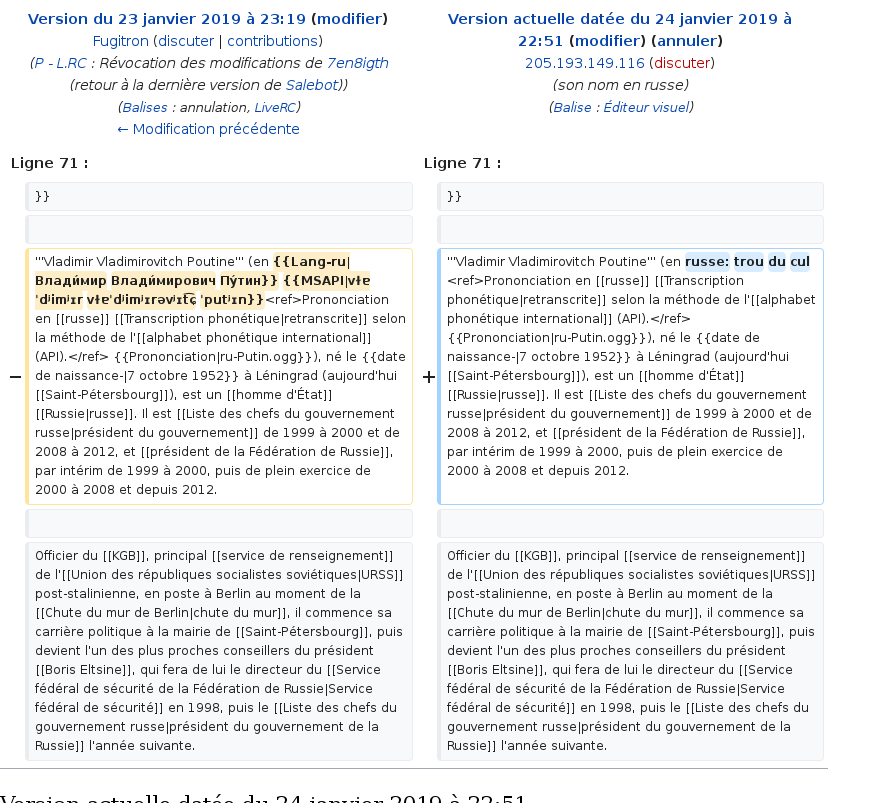 Version du 23 janvier 2019 à 23:19 (modifier)
Fugitron (discuter | contributions)
(P - L.RC : Révocation des modifications de 7en8igth
(retour à la dernière version de Salebot))
(Balises : annulation, LiveRC)
← Modification précédente
Version actuelle datée du 24 janvier 2019 à
22:51 (modifier) (annuler)
205.193.149.116 (discuter)
(son nom en russe)
(Balise : Éditeur visuel)
Ligne 71 :
Ligne 71 :
}}
}}
−
'''Vladimir Vladimirovitch Poutine''' (en {{Lang-ru|
Влади́мир Влади́мирович Пу́тин}} {{MSAPI|vɫɐ
ˈdʲimʲɪr vɫɐˈdʲimʲɪrəvʲɪt͡ɕ ˈputʲɪn}}<ref>Prononciation
en [[russe]] [[Transcription phonétique|retranscrite]] selon
la méthode de l'[[alphabet phonétique international]]
(API).</ref> {{Prononciation|ru-Putin.ogg}}), né le {{date
de naissance-|7 octobre 1952}} à Léningrad (aujourd'hui
[[Saint-Pétersbourg]]), est un [[homme d'État]]
[[Russie|russe]]. Il est [[Liste des chefs du gouvernement
russe|président du gouvernement]] de 1999 à 2000 et de
2008 à 2012, et [[président de la Fédération de Russie]],
par intérim de 1999 à 2000, puis de plein exercice de
2000 à 2008 et depuis 2012.
+
'''Vladimir Vladimirovitch Poutine''' (en russe: trou du cul
<ref>Prononciation en [[russe]] [[Transcription
phonétique|retranscrite]] selon la méthode de l'[[alphabet
phonétique international]] (API).</ref>
{{Prononciation|ru-Putin.ogg}}), né le {{date de
naissance-|7 octobre 1952}} à Léningrad (aujourd'hui
[[Saint-Pétersbourg]]), est un [[homme d'État]]
[[Russie|russe]]. Il est [[Liste des chefs du gouvernement
russe|président du gouvernement]] de 1999 à 2000 et de
2008 à 2012, et [[président de la Fédération de Russie]],
par intérim de 1999 à 2000, puis de plein exercice de
2000 à 2008 et depuis 2012.
Officier du [[KGB]], principal [[service de renseignement]]
de l'[[Union des républiques socialistes soviétiques|URSS]]
post-stalinienne, en poste à Berlin au moment de la
[[Chute du mur de Berlin|chute du mur]], il commence sa
carrière politique à la mairie de [[Saint-Pétersbourg]], puis
devient l'un des plus proches conseillers du président
[[Boris Eltsine]], qui fera de lui le directeur du [[Service
fédéral de sécurité de la Fédération de Russie|Service
fédéral de sécurité]] en 1998, puis le [[Liste des chefs du
gouvernement russe|président du gouvernement de la
Russie]] l'année suivante.
Officier du [[KGB]], principal [[service de renseignement]]
de l'[[Union des républiques socialistes soviétiques|URSS]]
post-stalinienne, en poste à Berlin au moment de la
[[Chute du mur de Berlin|chute du mur]], il commence sa
carrière politique à la mairie de [[Saint-Pétersbourg]], puis
devient l'un des plus proches conseillers du président
[[Boris Eltsine]], qui fera de lui le directeur du [[Service
fédéral de sécurité de la Fédération de Russie|Service
fédéral de sécurité]] en 1998, puis le [[Liste des chefs du
gouvernement russe|président du gouvernement de la
Russie]] l'année suivante.
Version actuelle datée du 24 janvier 2019 à 22:51